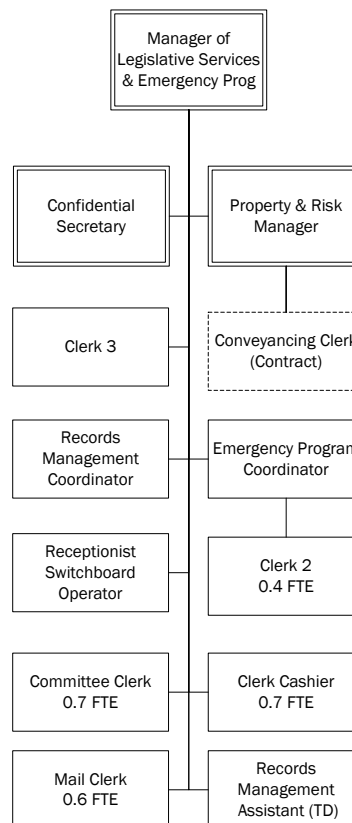 Manager of
Legislative Services
& Emergency Prog
Confidential
Secretary
Property & Risk
Manager
Clerk 3
Conveyancing Clerk
(Contract)
Records
Management
Coordinator
Emergency Program
Coordinator
Receptionist
Switchboard
Operator
Clerk 2
0.4 FTE
Committee Clerk
0.7 FTE
Clerk Cashier
0.7 FTE
Mail Clerk
0.6 FTE
Records
Management
Assistant (TD)